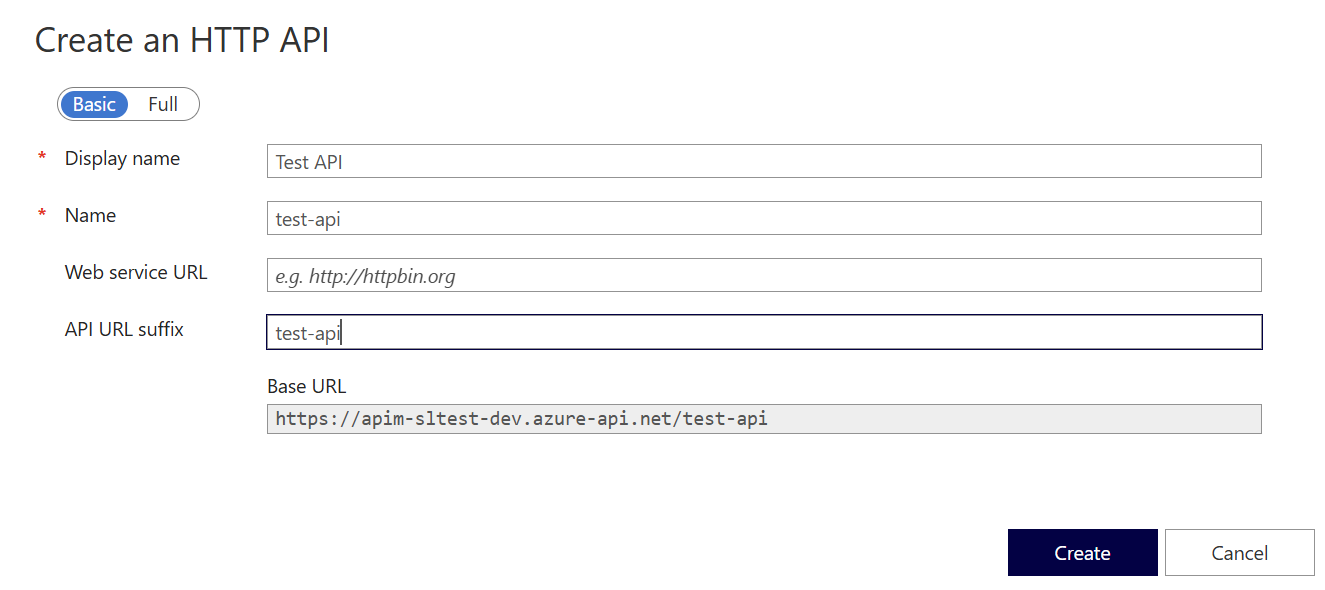 Create an HTTP API
Basic Full
* Display name Test API
* Name test-api
Web service URL e.g. http://httpbin.org
API URL suffix test-api
Base URL
https://apim-sltest-dev.azure-api.net/test-api
Create Cancel